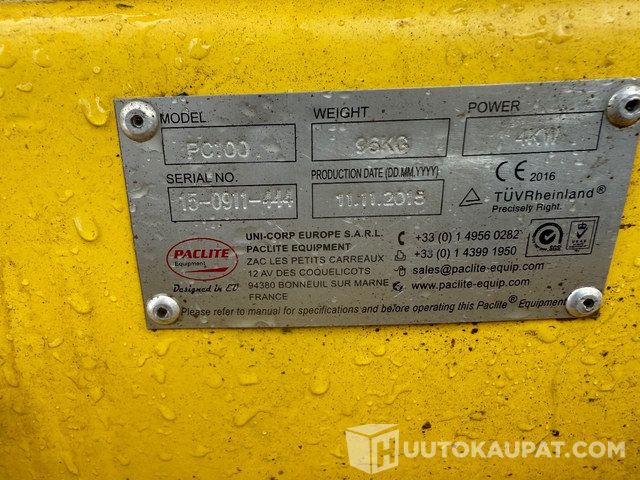 MODEL WEIGHT POWER
PC100 93KG 4KW
SERIAL NO. PRODUCTION DATE (DD.MM.YYYY) CE 2016
15-0911-444 11.11.2015 TÜVRheinland®
Precisely Right.
PACLITE
Equipment
Designed in EU
UNI-CORP EUROPE S.A.R.L.
PACLITE EQUIPMENT
ZAC LES PETITS CARREAUX
12 AV DES COQUELICOTS
94380 BONNEUIL SUR MARNE
FRANCE
+33 (0) 1 4956 0282
+33 (0) 1 4399 1950
sales@paclite-equip.com
www.paclite-equip.com
SGS
Please refer to manual for specifications and before operating this Paclite® Equipment
HUUTOKAUPAT.COM